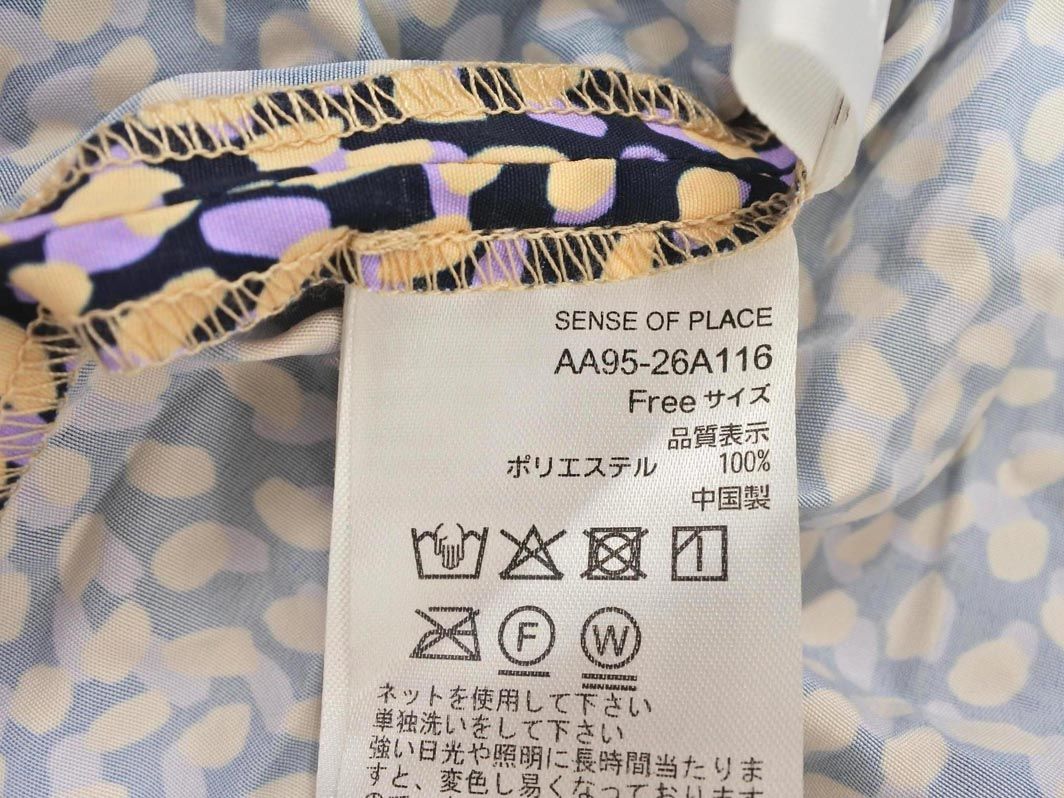 SENSE OF PLACE
AA95-26A116
Free サイズ
品質表示
ポリエステル 100%
中国製
F W
ネットを使用して下さい
単独洗いをして下さい
強い日光や照明に長時間当たりま
すと、変色し易くなっております